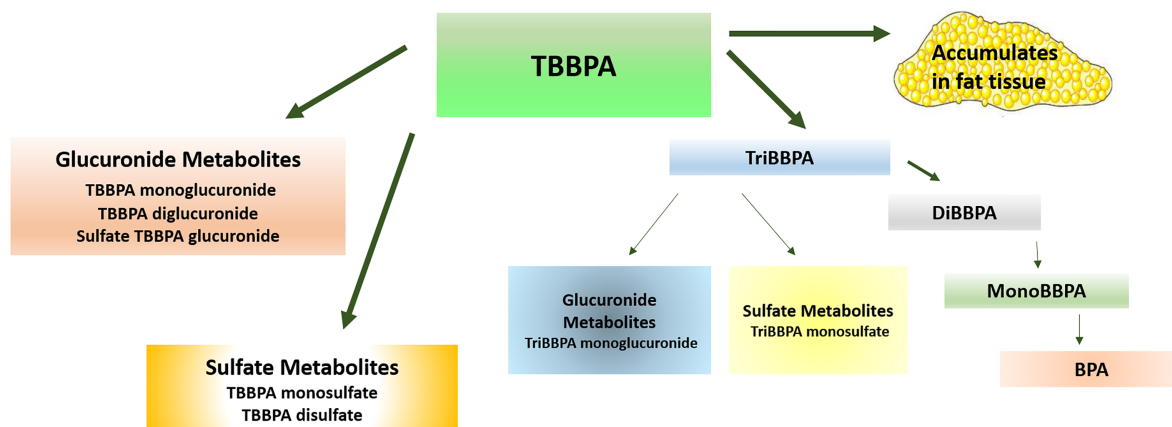 TBBPA
Accumulates
in fat tissue
Glucuronide Metabolites
TBBPA monoglucuronide
TBBPA diglucuronide
Sulfate TBBPA glucuronide
TriBBPA
DiBBPA
Glucuronide
Metabolites
TriBBPA monoglucuronide
Sulfate Metabolites
TriBBPA monosulfate
MonoBBPA
BPA
Sulfate Metabolites
TBBPA monosulfate
TBBPA disulfate